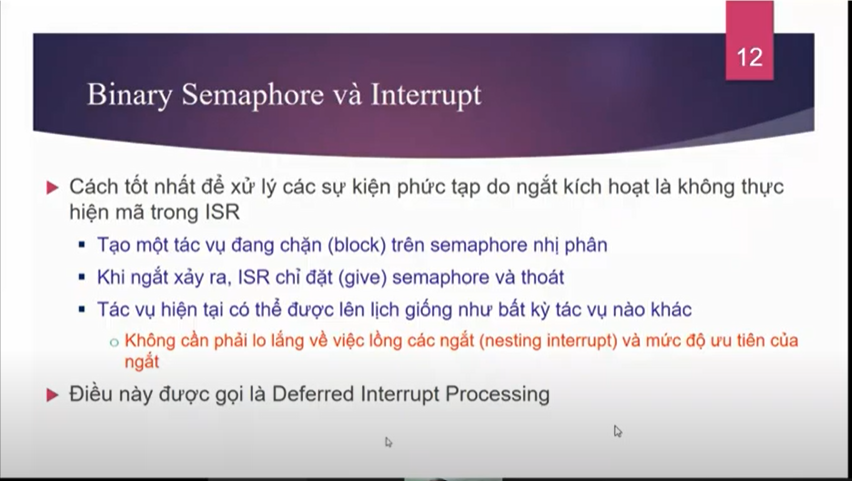 12
Binary Semaphore và Interrupt
Cách tốt nhất để xử lý các sự kiện phức tạp do ngắt kích hoạt là không thực
hiện mã trong ISR
Tạo một tác vụ đang chặn (block) trên semaphore nhị phân
Khi ngắt xảy ra, ISR chỉ đặt (give) semaphore và thoát
Tác vụ hiện tại có thể được lên lịch giống như bất kỳ tác vụ nào khác
Không cần phải lo lắng về việc lồng các ngắt (nesting interrupt) và mức độ ưu tiên của
ngắt
Điều này được gọi là Deferred Interrupt Processing